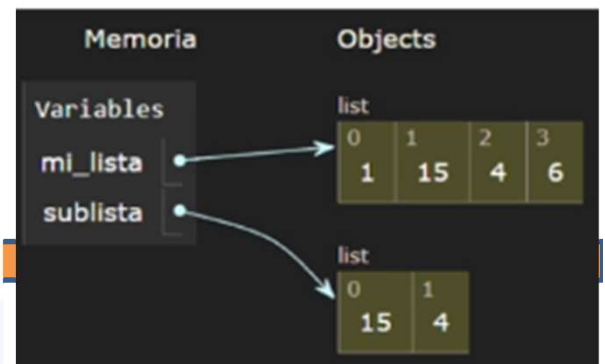 Memoria Objects
Variables
mi_lista
sublista
list
0 1 2 3
1 15 4 6
list
0 1
15 4